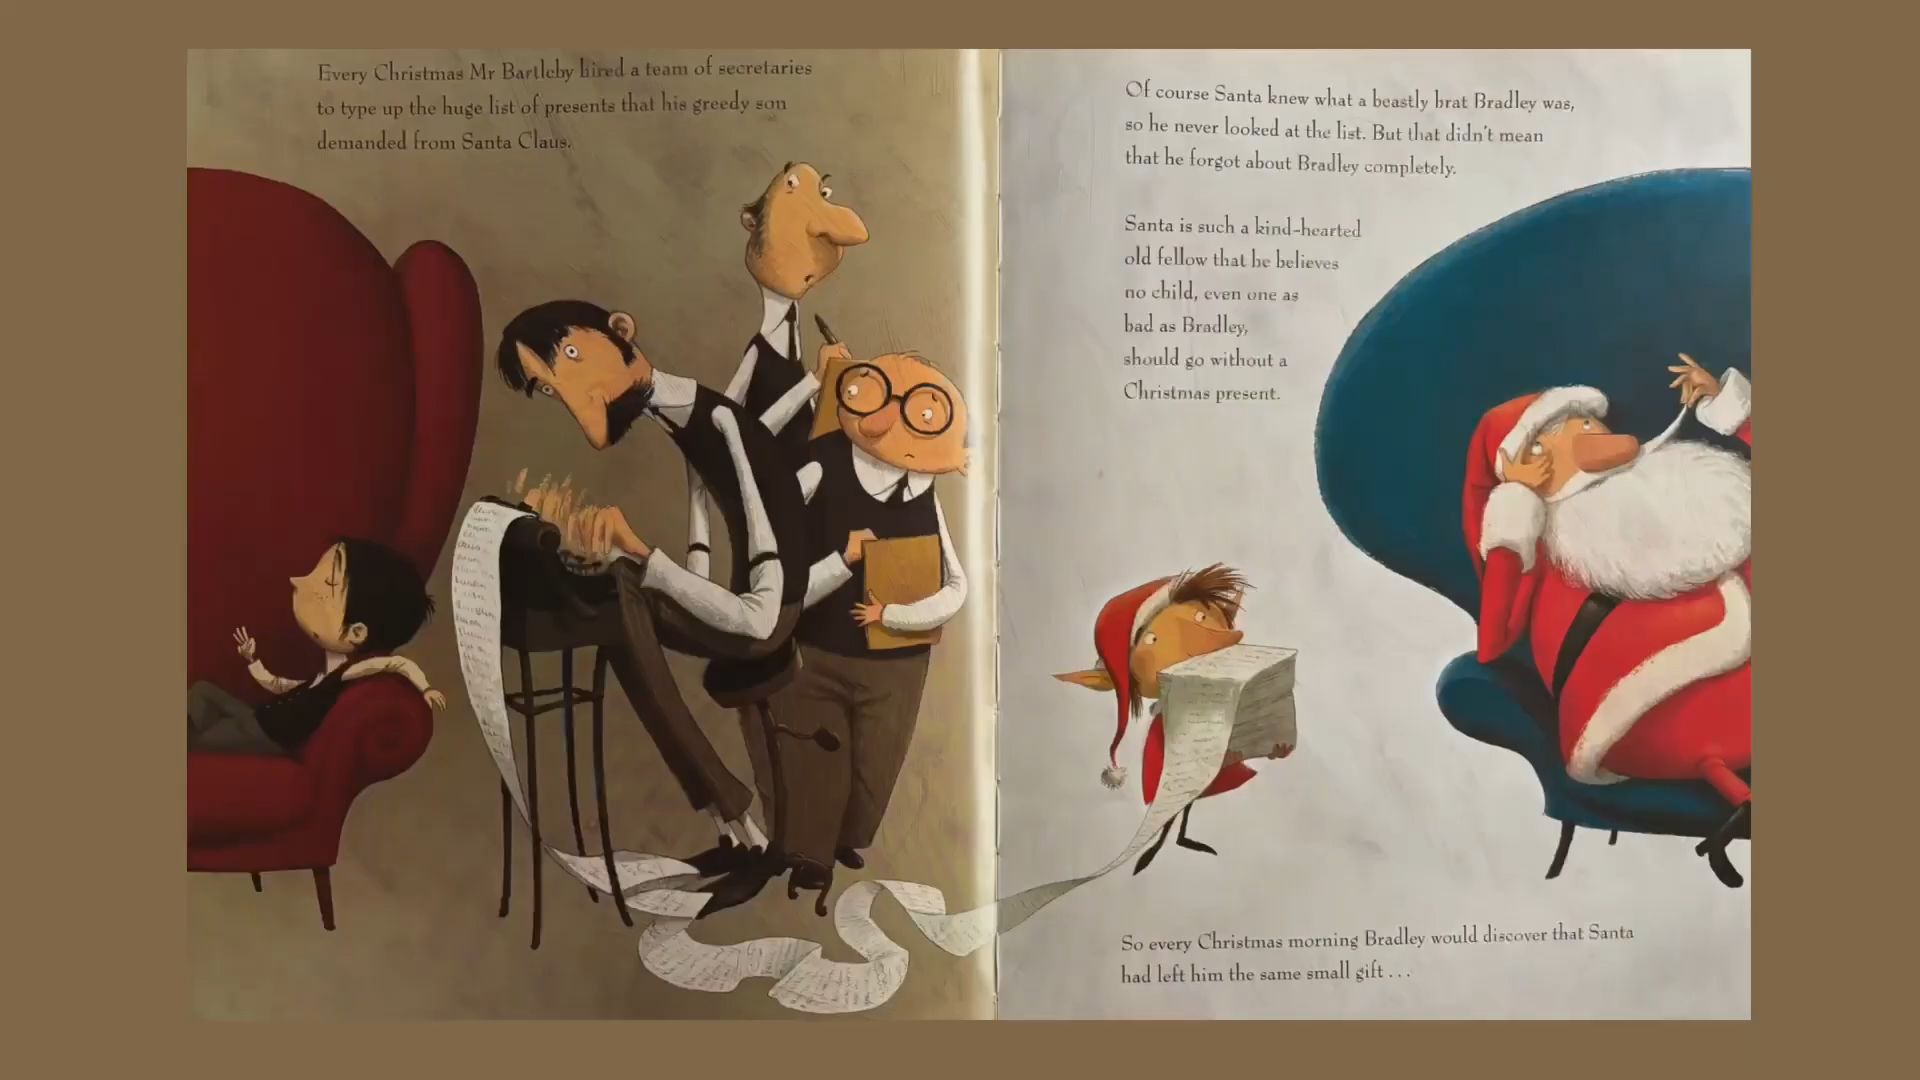 Every Christmas Mr Bartleby hired a team of secretaries
to type up the huge list of presents that his greedy son
demanded from Santa Claus.
Of course Santa knew what a beastly brat Bradley was,
so he never looked at the list. But that didn't mean
that he forgot about Bradley completely.
Santa is such a kind-hearted
old fellow that he believes
no child, even one as
bad as Bradley,
should go without a
Christmas present.
So every Christmas morning Bradley would discover that Santa
had left him the same small gift . . .